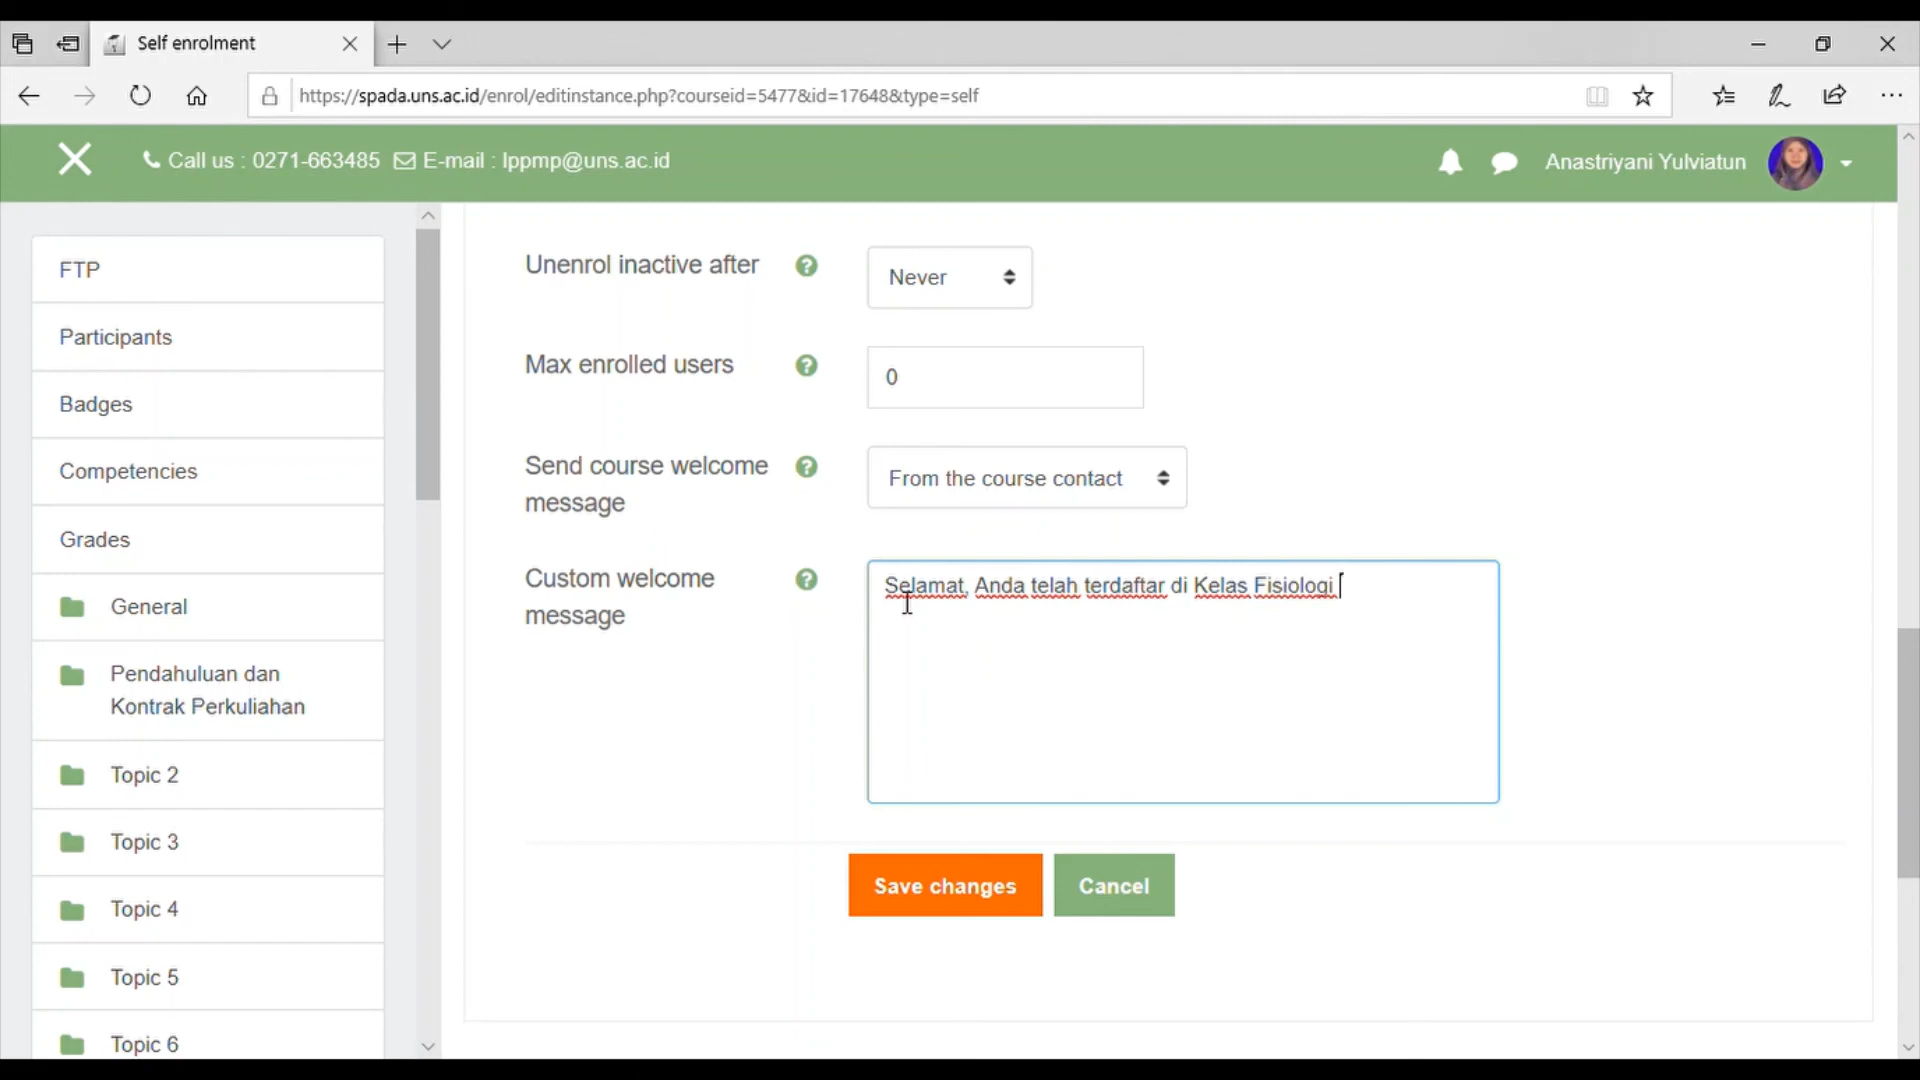 Self enrolment
https://spada.uns.ac.id/enrol/editinstance.php?courseid=5477&id=17648&type=self
Call us : 0271-663485 E-mail : lppmp@uns.ac.id
Anastriyani Yulviatun
FTP
Participants
Badges
Competencies
Grades
General
Pendahuluan dan
Kontrak Perkuliahan
Topic 2
Topic 3
Topic 4
Topic 5
Topic 6
Unenrol inactive after
Never
Max enrolled users
0
Send course welcome
message
From the course contact
Custom welcome
message
Selamat, Anda telah terdaftar di Kelas Fisiologi
Save changes
Cancel